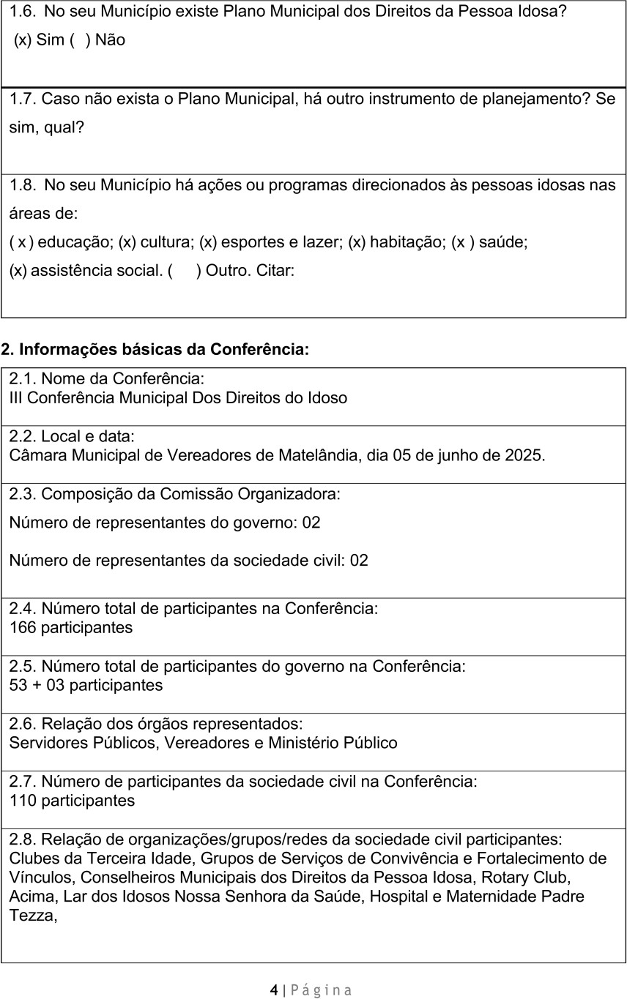 1.6. No seu Município existe Plano Municipal dos Direitos da Pessoa Idosa?
(x) Sim ( ) Não
1.7. Caso não exista o Plano Municipal, há outro instrumento de planejamento? Se
sim, qual?
1.8. No seu Município há ações ou programas direcionados às pessoas idosas nas
áreas de:
( x ) educação; (x) cultura; (x) esportes e lazer; (x) habitação; (x ) saúde;
(x) assistência social. ( ) Outro. Citar:
2. Informações básicas da Conferência:
2.1. Nome da Conferência:
III Conferência Municipal Dos Direitos do Idoso
2.2. Local e data:
Câmara Municipal de Vereadores de Matelândia, dia 05 de junho de 2025.
2.3. Composição da Comissão Organizadora:
Número de representantes do governo: 02
Número de representantes da sociedade civil: 02
2.4. Número total de participantes na Conferência:
166 participantes
2.5. Número total de participantes do governo na Conferência:
53 + 03 participantes
2.6. Relação dos órgãos representados:
Servidores Públicos, Vereadores e Ministério Público
2.7. Número de participantes da sociedade civil na Conferência:
110 participantes
2.8. Relação de organizações/grupos/redes da sociedade civil participantes:
Clubes da Terceira Idade, Grupos de Serviços de Convivência e Fortalecimento de
Vínculos, Conselheiros Municipais dos Direitos da Pessoa Idosa, Rotary Club,
Acima, Lar dos Idosos Nossa Senhora da Saúde, Hospital e Maternidade Padre
Tezza,
4 | Página